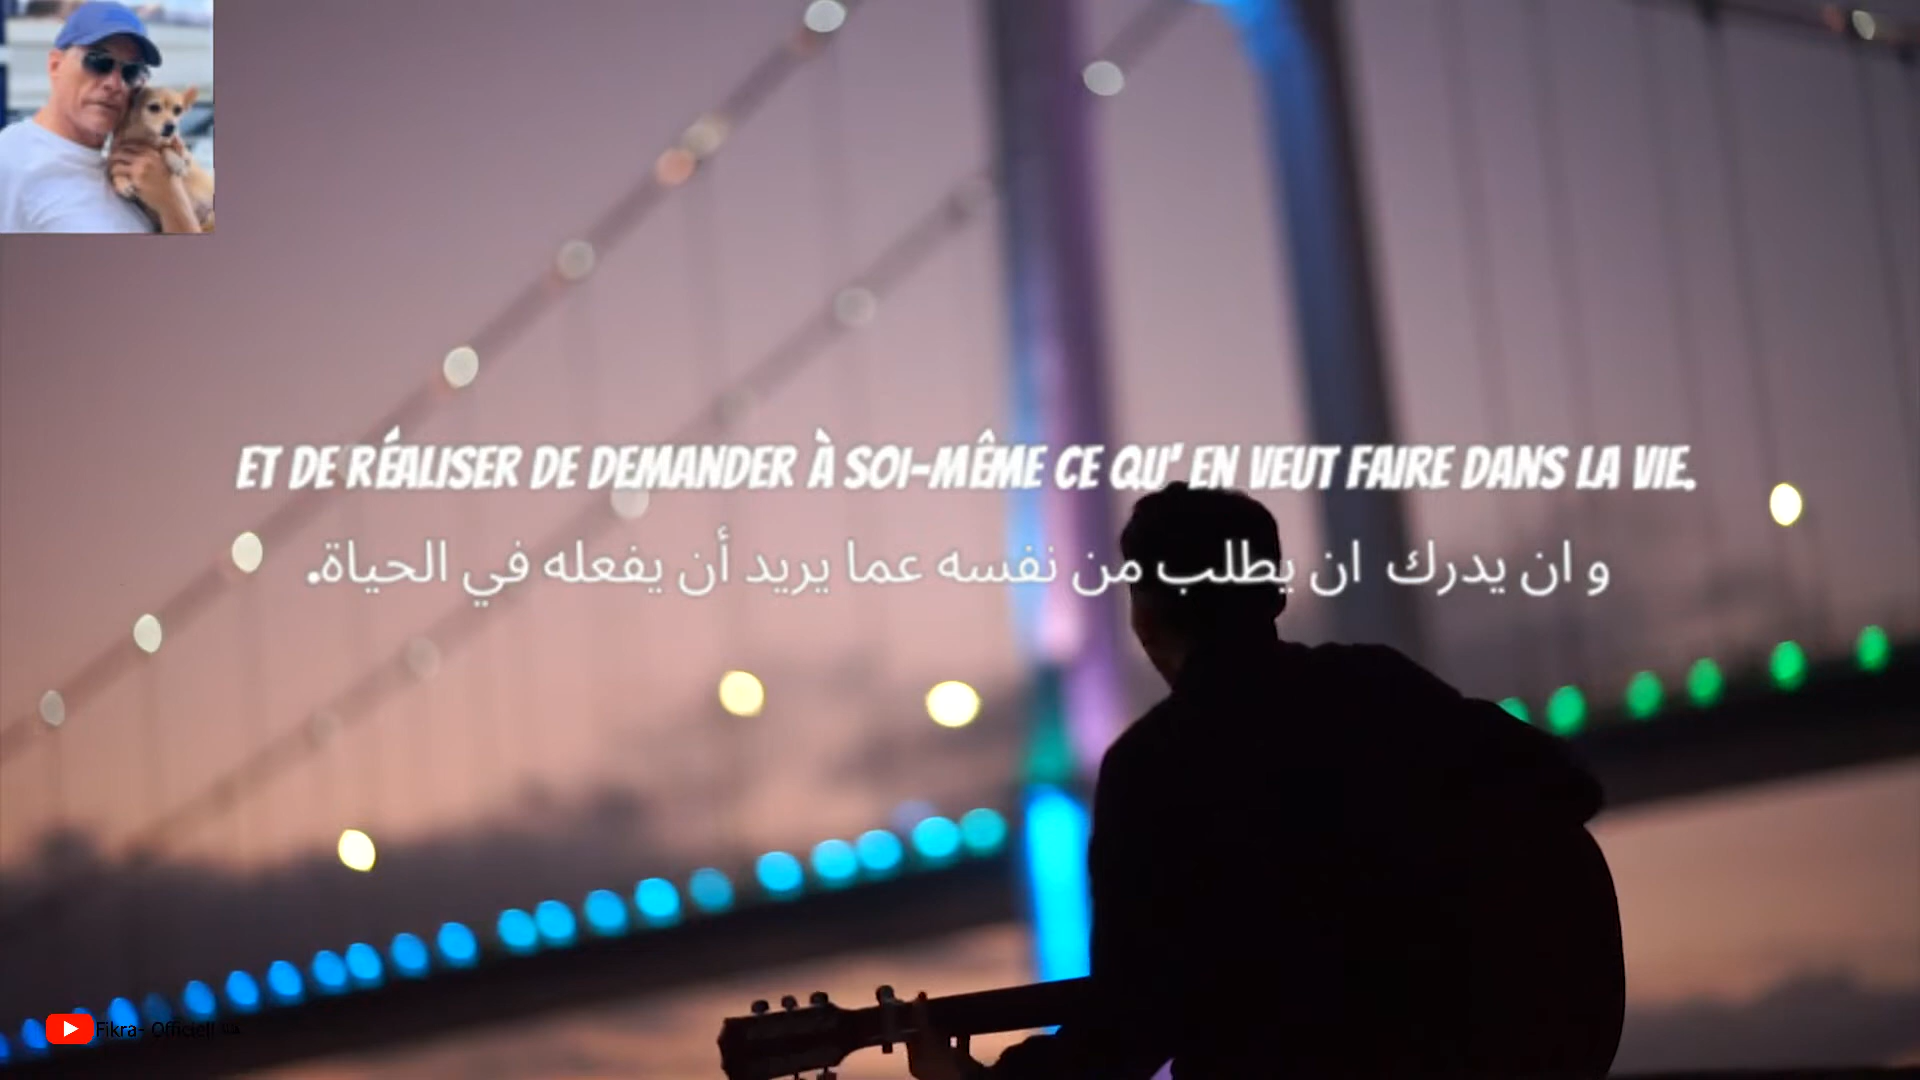 ET DE RÉALISER DE DEMANDER À SOI-MÊME CE QU' EN VEUT FAIRE DANS LA VIE.
و ان يدرك ان يطلب من نفسه عما يريد أن يفعله في الحياة.
Fikra- Officiell